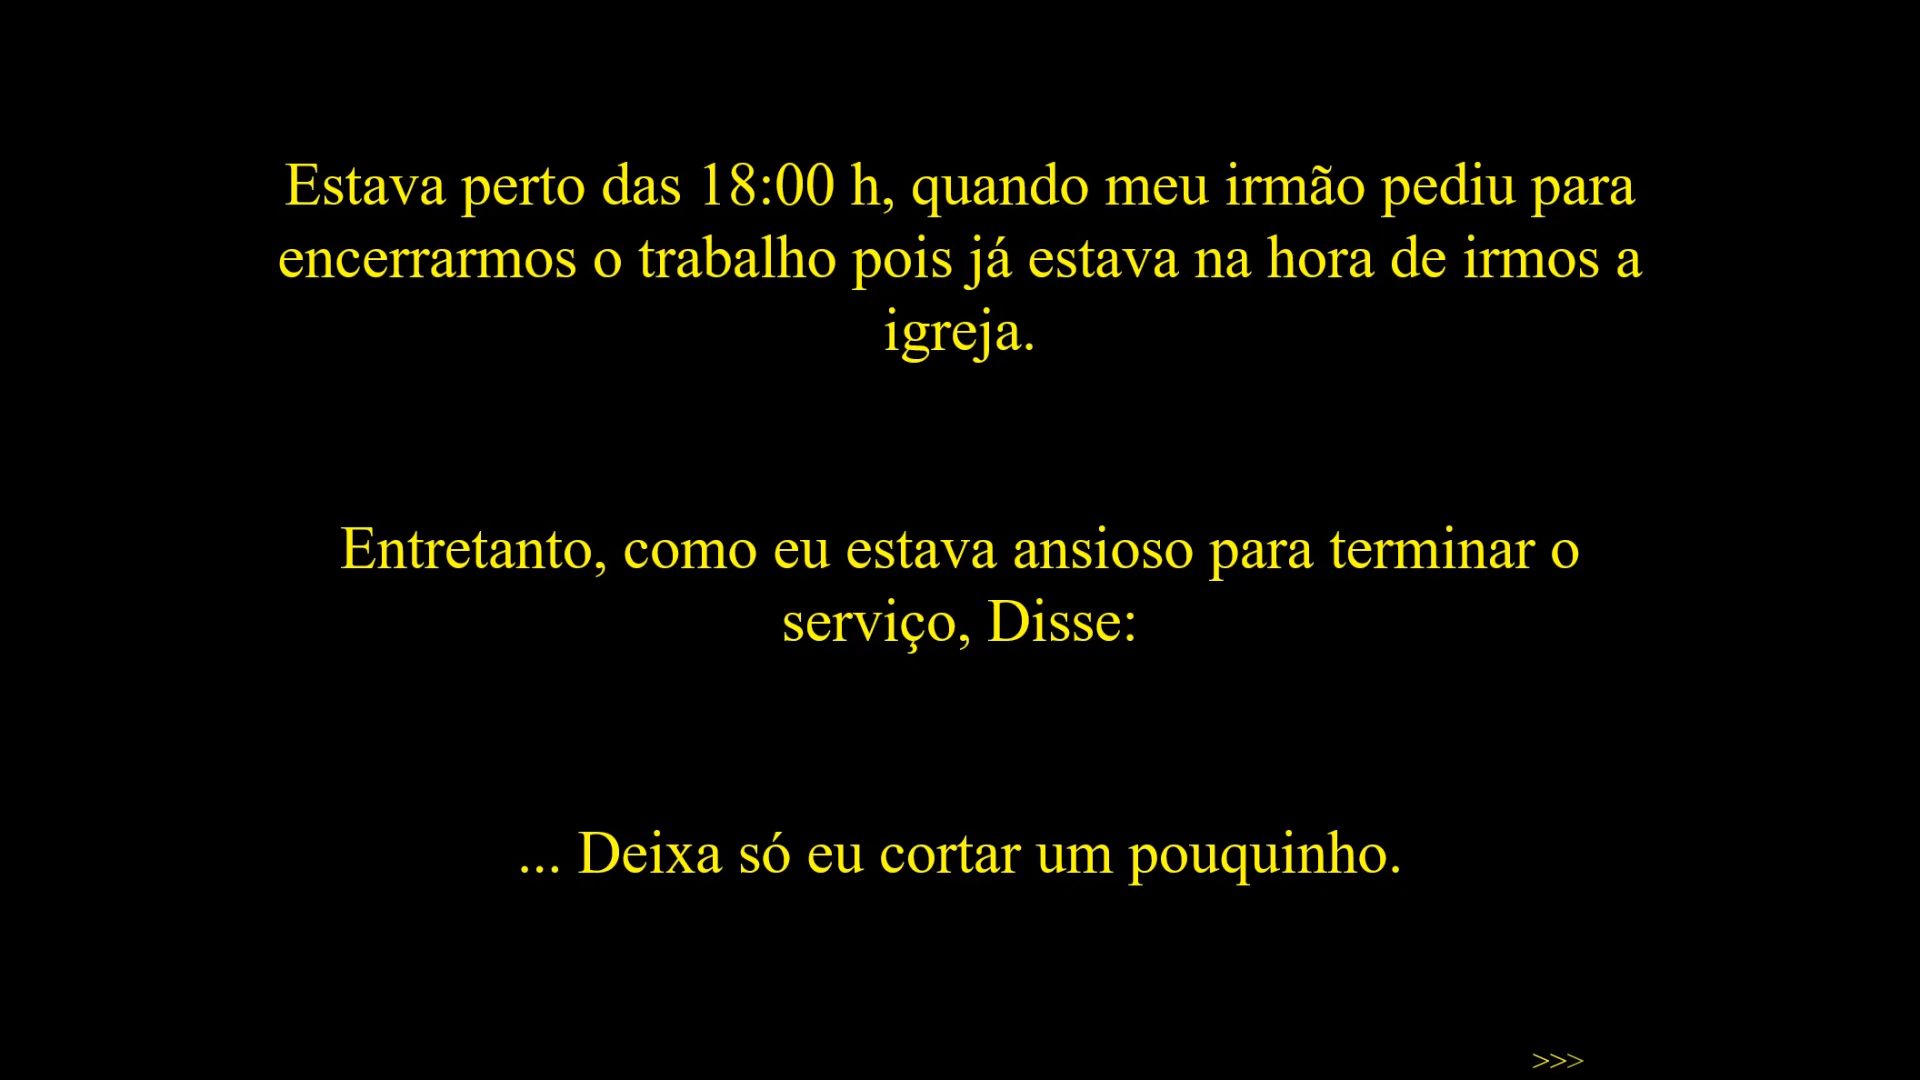 Estava perto das 18:00 h, quando meu irmão pediu para
encerrarmos o trabalho pois já estava na hora de irmos a
igreja.
Entretanto, como eu estava ansioso para terminar o
serviço, Disse:
... Deixa só eu cortar um pouquinho.
>>>